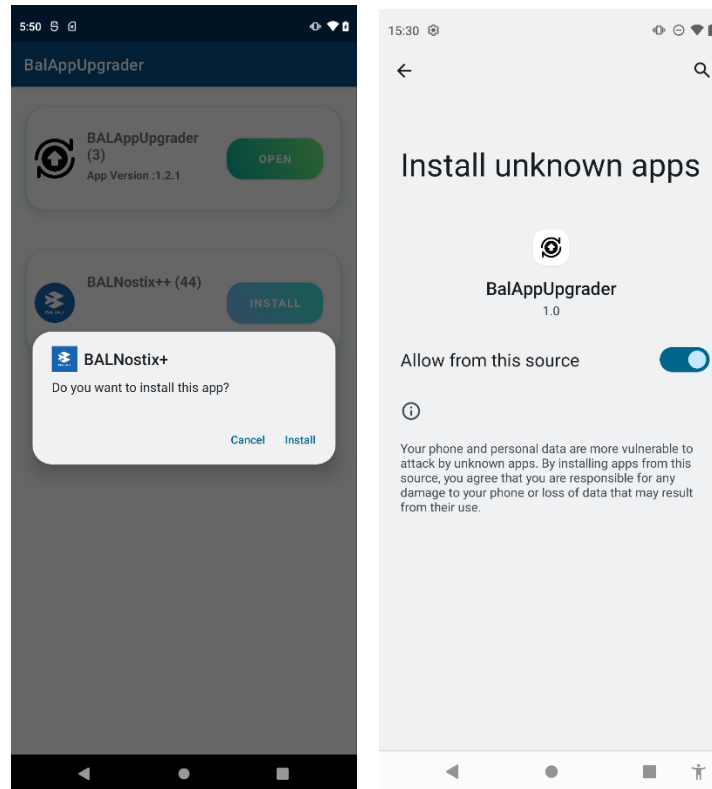 5:50
BalAppUpgrader
BALAppUpgrader
(3)
App Version :1.2.1
OPEN
BALNostix++ (44)
INSTALL
BALNostix+
Do you want to install this app?
Cancel Install
15:30
Install unknown apps
BalAppUpgrader
1.0
Allow from this source
Your phone and personal data are more vulnerable to
attack by unknown apps. By installing apps from this
source, you agree that you are responsible for any
damage to your phone or loss of data that may result
from their use.